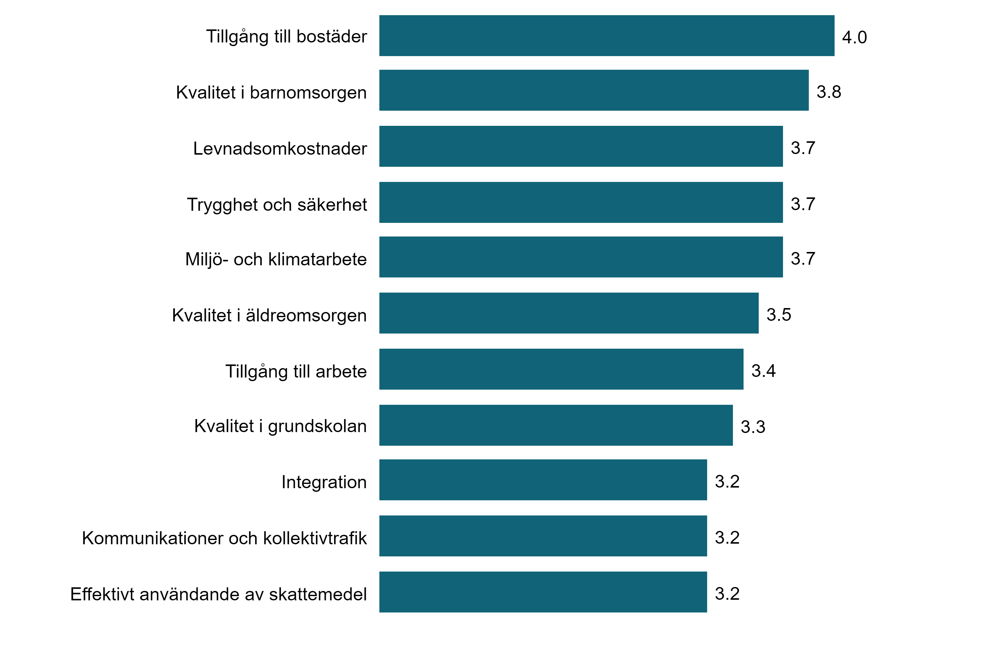 Tillgång till bostäder 4.0
Kvalitet i barnomsorgen 3.8
Levnadsomkostnader 3.7
Trygghet och säkerhet 3.7
Miljö- och klimatarbete 3.7
Kvalitet i äldreomsorgen 3.5
Tillgång till arbete 3.4
Kvalitet i grundskolan 3.3
Integration 3.2
Kommunikationer och kollektivtrafik 3.2
Effektivt användande av skattemedel 3.2